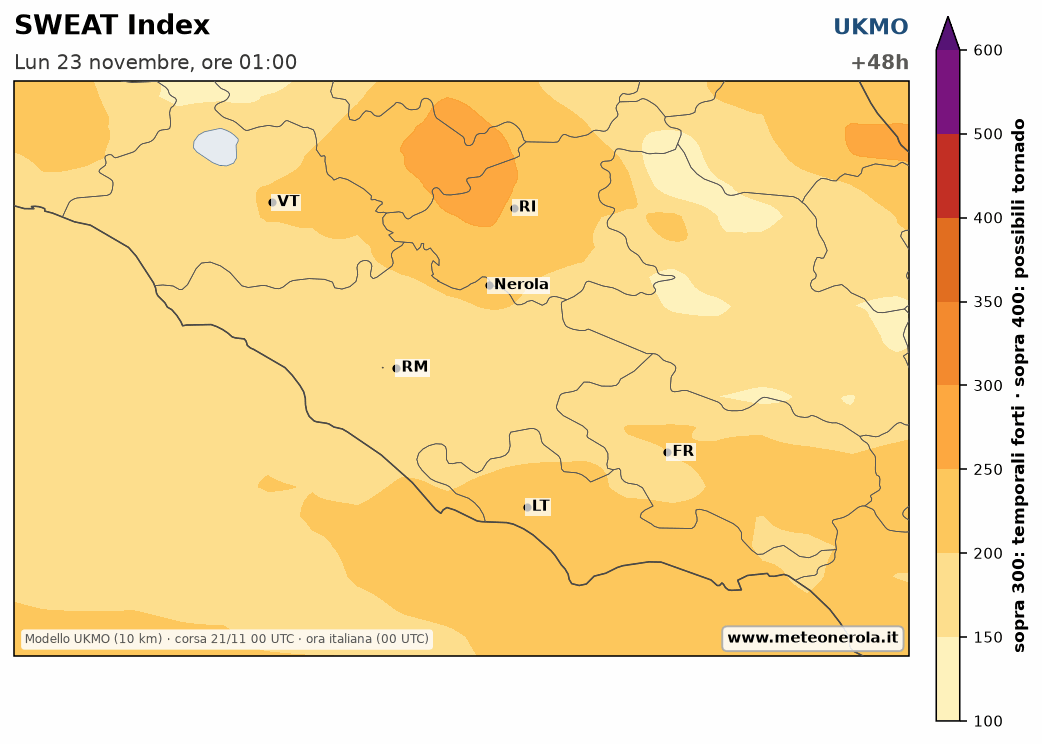 SWEAT Index
UKMO
Lun 23 novembre, ore 01:00
+48h
VT
RI
Nerola
RM
FR
LT
Modello UKMO (10 km) · corsa 21/11 00 UTC · ora italiana (00 UTC)
www.meteonerola.it
600
500
400
350
300
250
200
150
100
sopra 300: temporali forti · sopra 400: possibili tornado